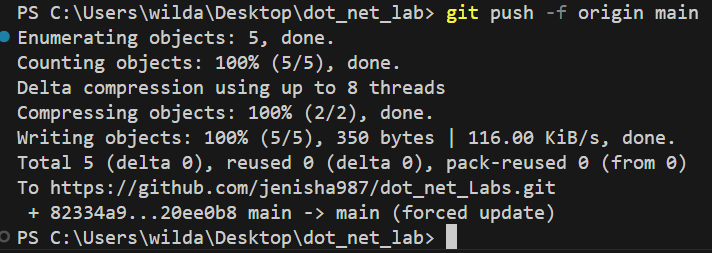 PS C:\Users\wilda\Desktop\dot_net_lab> git push -f origin main
Enumerating objects: 5, done.
Counting objects: 100% (5/5), done.
Delta compression using up to 8 threads
Compressing objects: 100% (2/2), done.
Writing objects: 100% (5/5), 350 bytes | 116.00 KiB/s, done.
Total 5 (delta 0), reused 0 (delta 0), pack-reused 0 (from 0)
To https://github.com/jenisha987/dot_net_Labs.git
 + 82334a9...20ee0b8 main -> main (forced update)
PS C:\Users\wilda\Desktop\dot_net_lab>